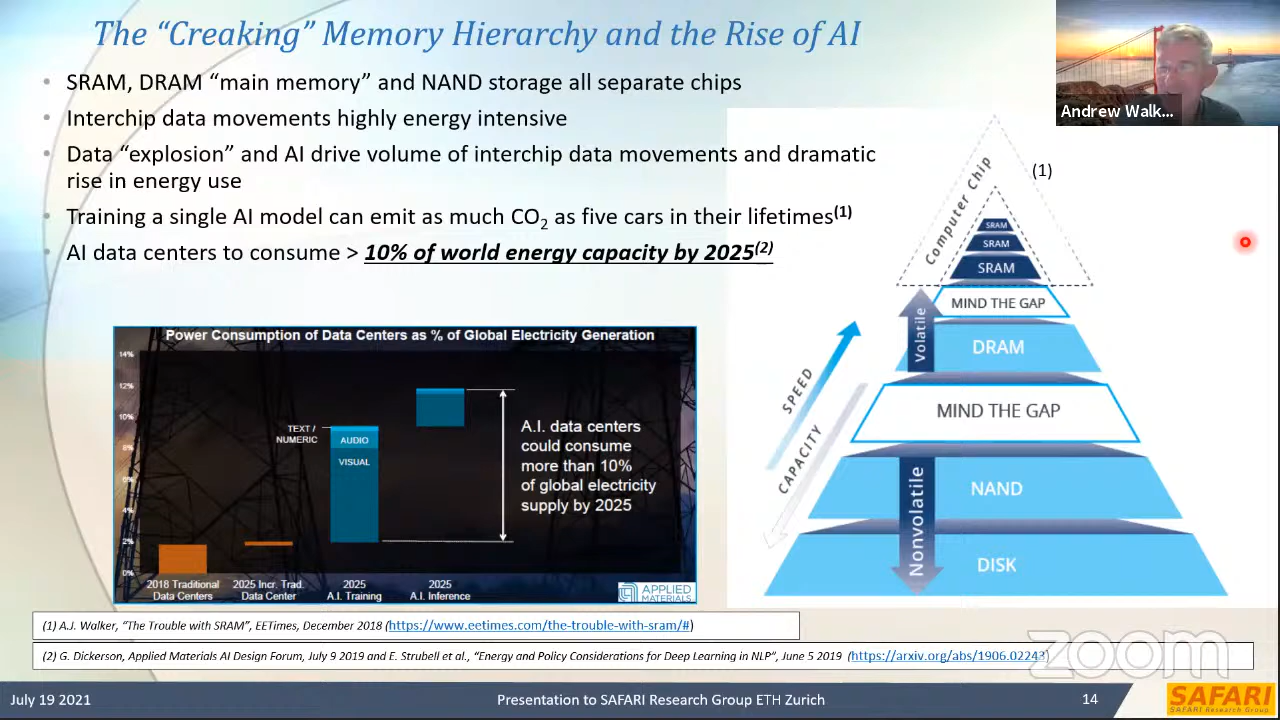 The “Creaking” Memory Hierarchy and the Rise of AI
• SRAM, DRAM “main memory” and NAND storage all separate chips
• Interchip data movements highly energy intensive
• Data “explosion” and AI drive volume of interchip data movements and dramatic
rise in energy use
• Training a single AI model can emit as much CO2 as five cars in their lifetimes(1)
• AI data centers to consume > 10% of world energy capacity by 2025(2)
Andrew Walk...
(1)
Computer Chip
SRAM
SRAM
SRAM
MIND THE GAP
Volatile
DRAM
SPEED
CAPACITY
MIND THE GAP
Nonvolatile
NAND
DISK
Power Consumption of Data Centers as % of Global Electricity Generation
14%
12%
10%
8%
6%
4%
2%
0%
TEXT /
NUMERIC
AUDIO
VISUAL
A.I. data centers
could consume
more than 10%
of global electricity
supply by 2025
2018 Traditional
Data Centers
2025 Incr. Trad.
Data Center
2025
A.I. Training
2025
A.I. Inference
APPLIED
MATERIALS
(1) A.J. Walker, “The Trouble with SRAM”, EETimes, December 2018 (https://www.eetimes.com/the-trouble-with-sram/#)
(2) G. Dickerson, Applied Materials AI Design Forum, July 9 2019 and E. Strubell et al., “Energy and Policy Considerations for Deep Learning in NLP”, June 5 2019 (https://arxiv.org/abs/1906.02243)
zoom
July 19 2021
Presentation to SAFARI Research Group ETH Zurich
14
SAFARI
SAFARI Research Group